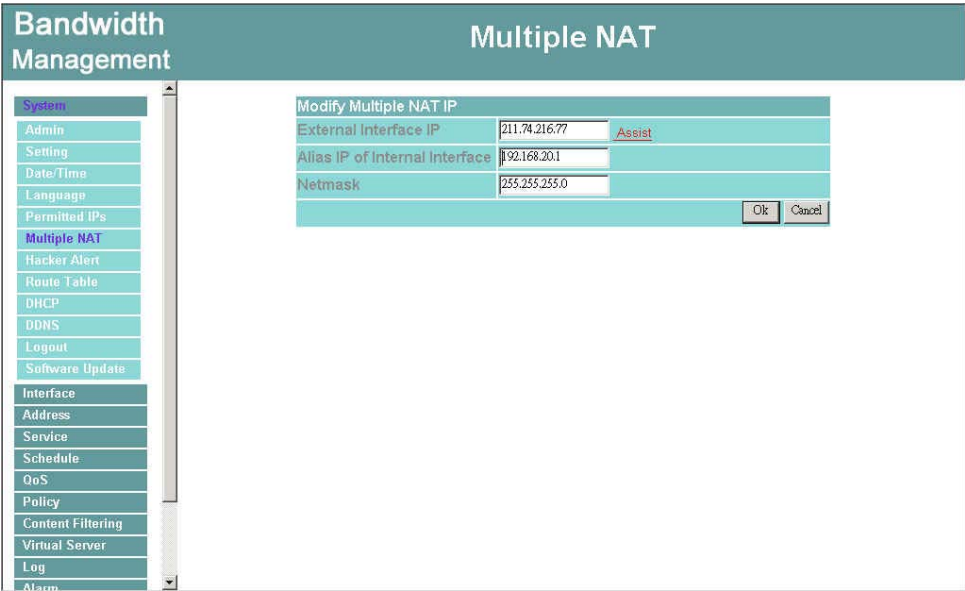 Bandwidth
Management
Multiple NAT
System
Admin
Setting
Date/Time
Language
Permitted IPs
Multiple NAT
Hacker Alert
Route Table
DHCP
DDNS
Logout
Software Update
Interface
Address
Service
Schedule
QoS
Policy
Content Filtering
Virtual Server
Log
Alarm
Modify Multiple NAT IP
External Interface IP 211.74.216.77 Assist
Alias IP of Internal Interface 192.168.20.1
Netmask 255.255.255.0
Ok Cancel